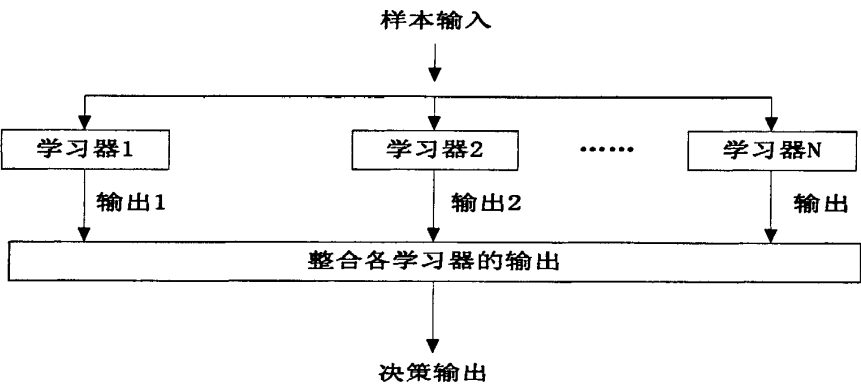 样本输入
学习器1 学习器2 …… 学习器N
输出1 输出2 输出
整合各学习器的输出
决策输出